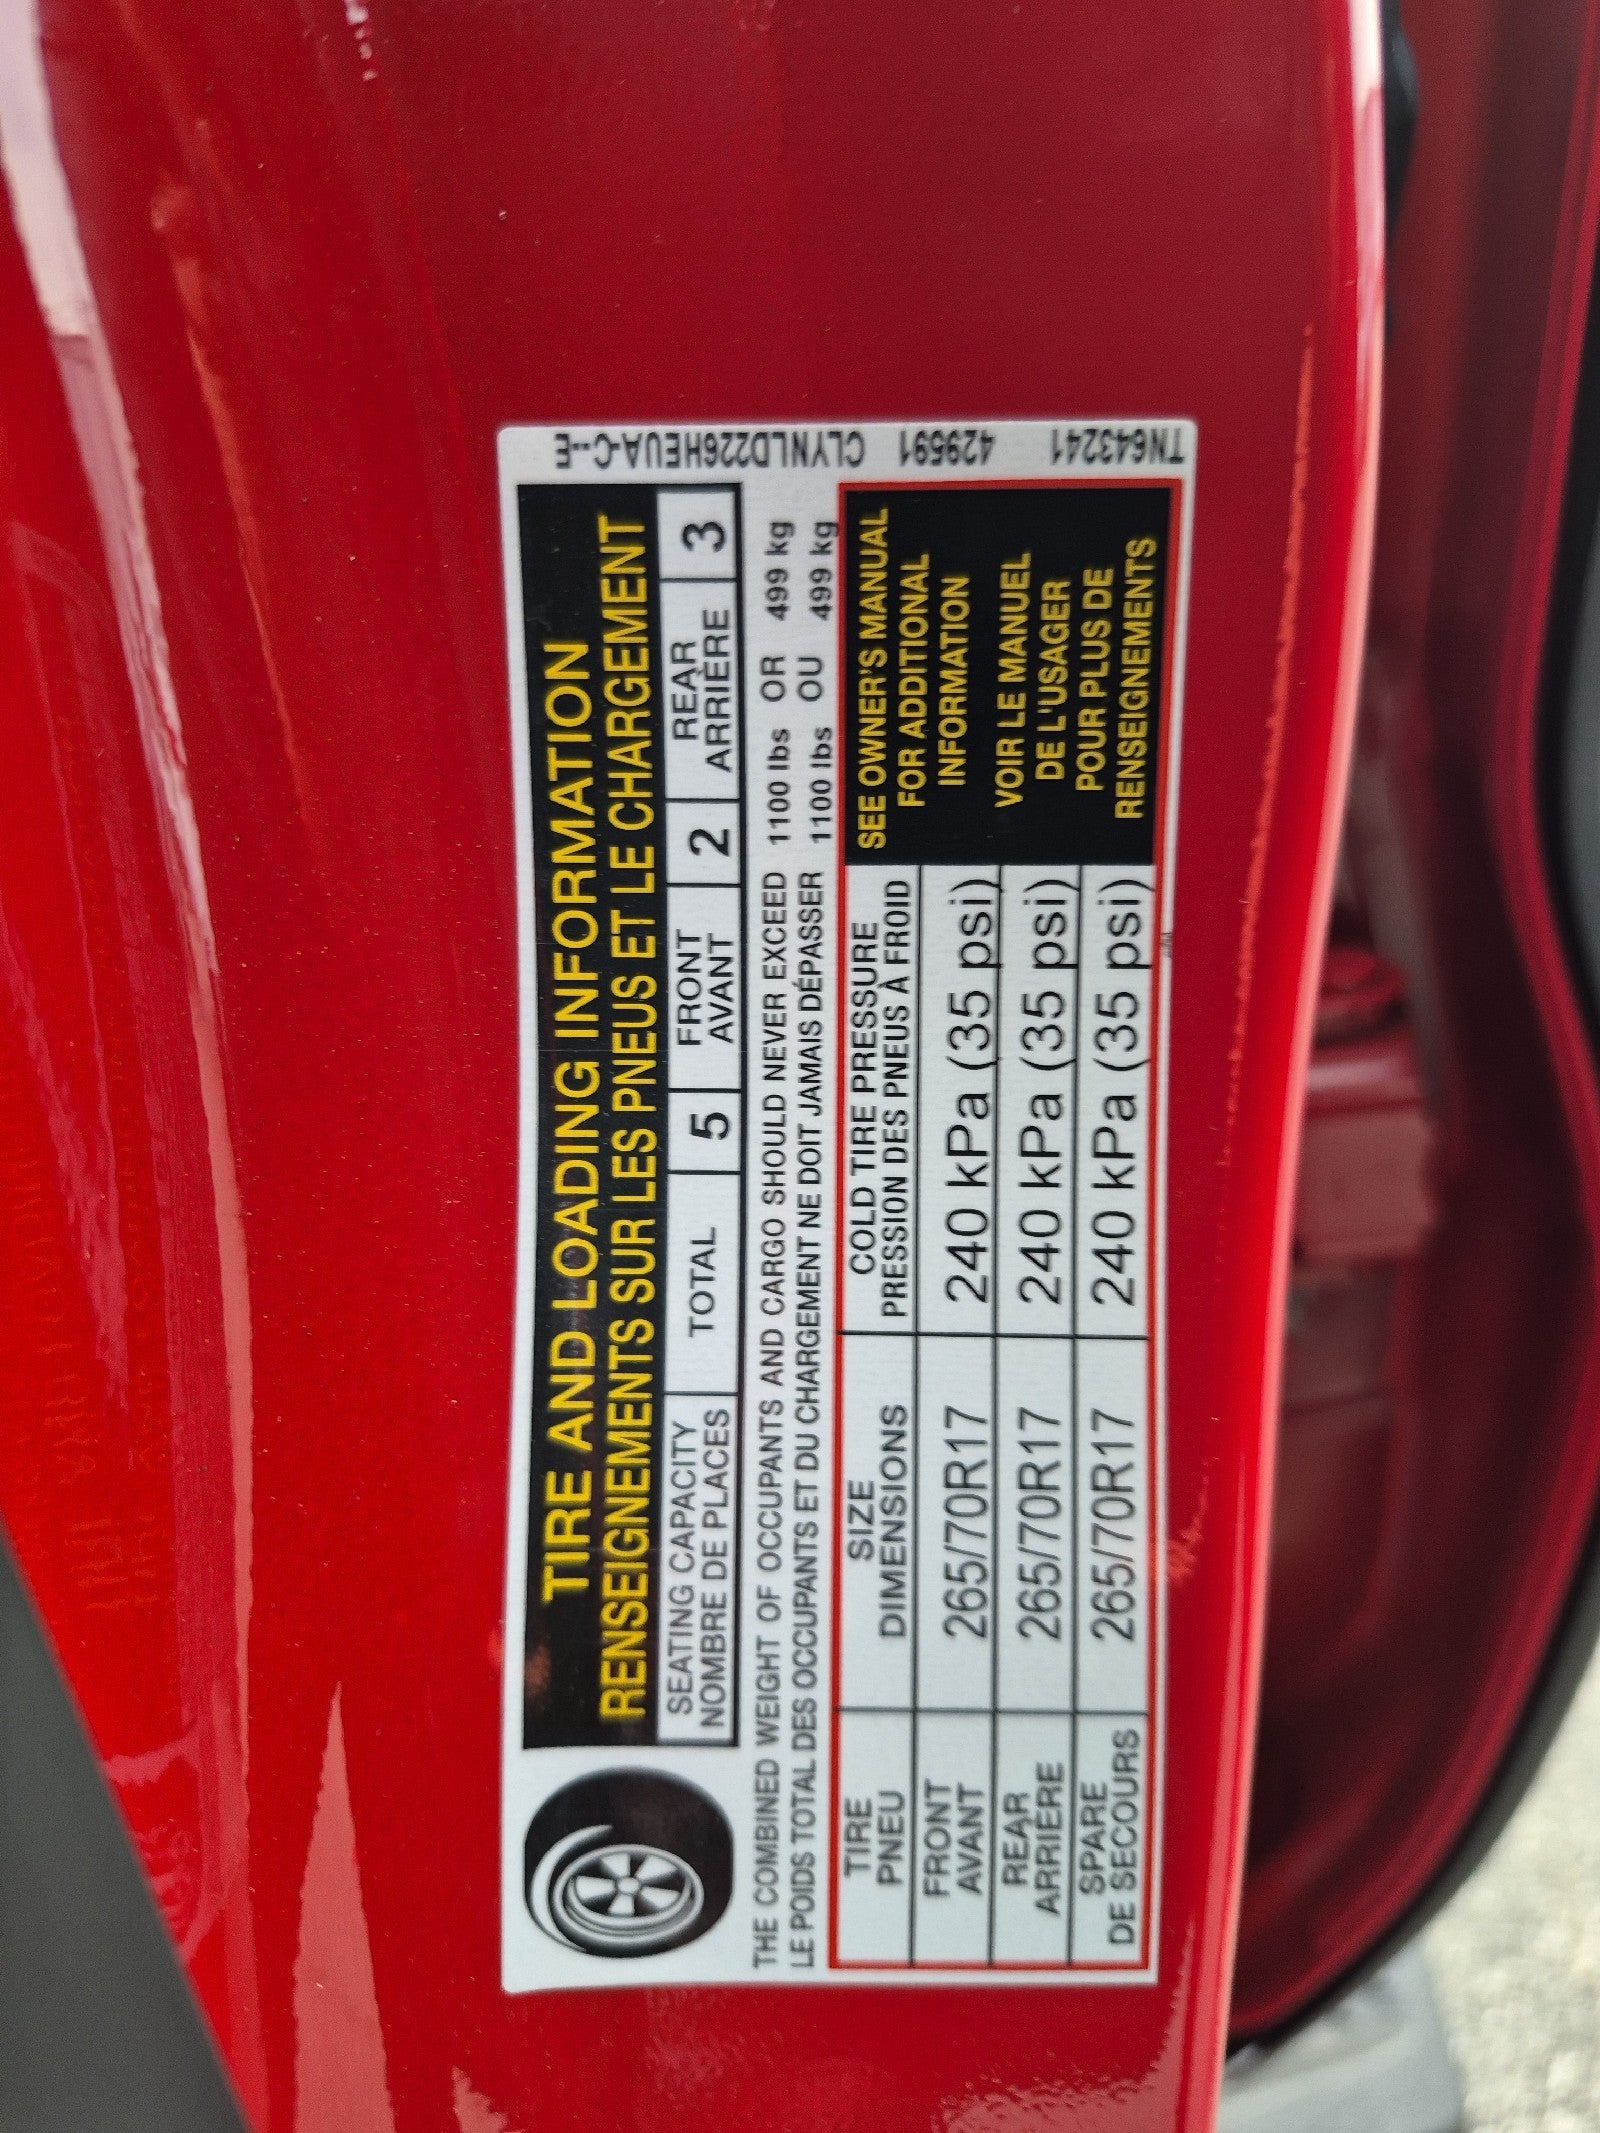 TIRE AND LOADING INFORMATION
RENSEIGNEMENTS SUR LES PNEUS ET LE CHARGEMENT
SEATING CAPACITY
NOMBRE DE PLACES
TOTAL
5
FRONT
AVANT
2
REAR
ARRIÈRE
3
THE COMBINED WEIGHT OF OCCUPANTS AND CARGO SHOULD NEVER EXCEED 1100 lbs OR 499 kg
LE POIDS TOTAL DES OCCUPANTS ET DU CHARGEMENT NE DOIT JAMAIS DÉPASSER 1100 lbs OU 499 kg
TIRE
PNEU
SIZE
DIMENSIONS
COLD TIRE PRESSURE
PRESSION DES PNEUS À FROID
FRONT
AVANT
265/70R17
240 kPa (35 psi)
REAR
ARRIÈRE
265/70R17
240 kPa (35 psi)
SPARE
DE SECOURS
265/70R17
240 kPa (35 psi)
SEE OWNER'S MANUAL
FOR ADDITIONAL
INFORMATION
VOIR LE MANUEL
DE L'USAGER
POUR PLUS DE
RENSEIGNEMENTS
TN643241 429591 CLYNLD226HEUA-C--E